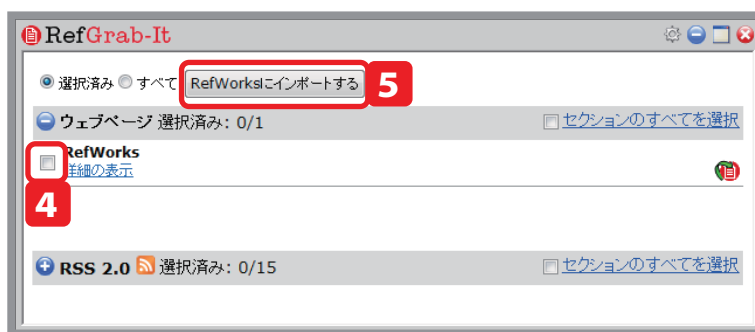 RefGrab-It
選択済み すべて RefWorksにインポートする 5
ウェブページ 選択済み: 0/1 セクションのすべてを選択
RefWorks
詳細の表示
4
RSS 2.0 選択済み: 0/15 セクションのすべてを選択